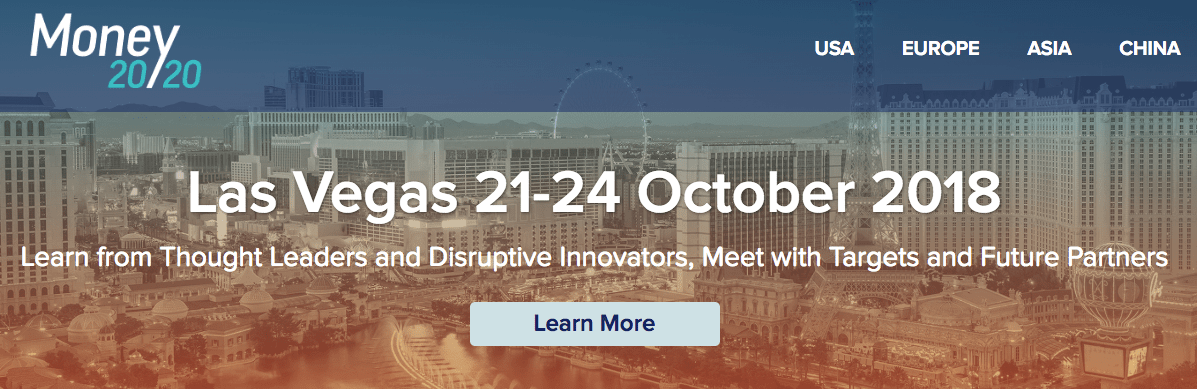 Money
20/20
USA EUROPE ASIA CHINA
Las Vegas 21-24 October 2018
Learn from Thought Leaders and Disruptive Innovators, Meet with Targets and Future Partners
Learn More